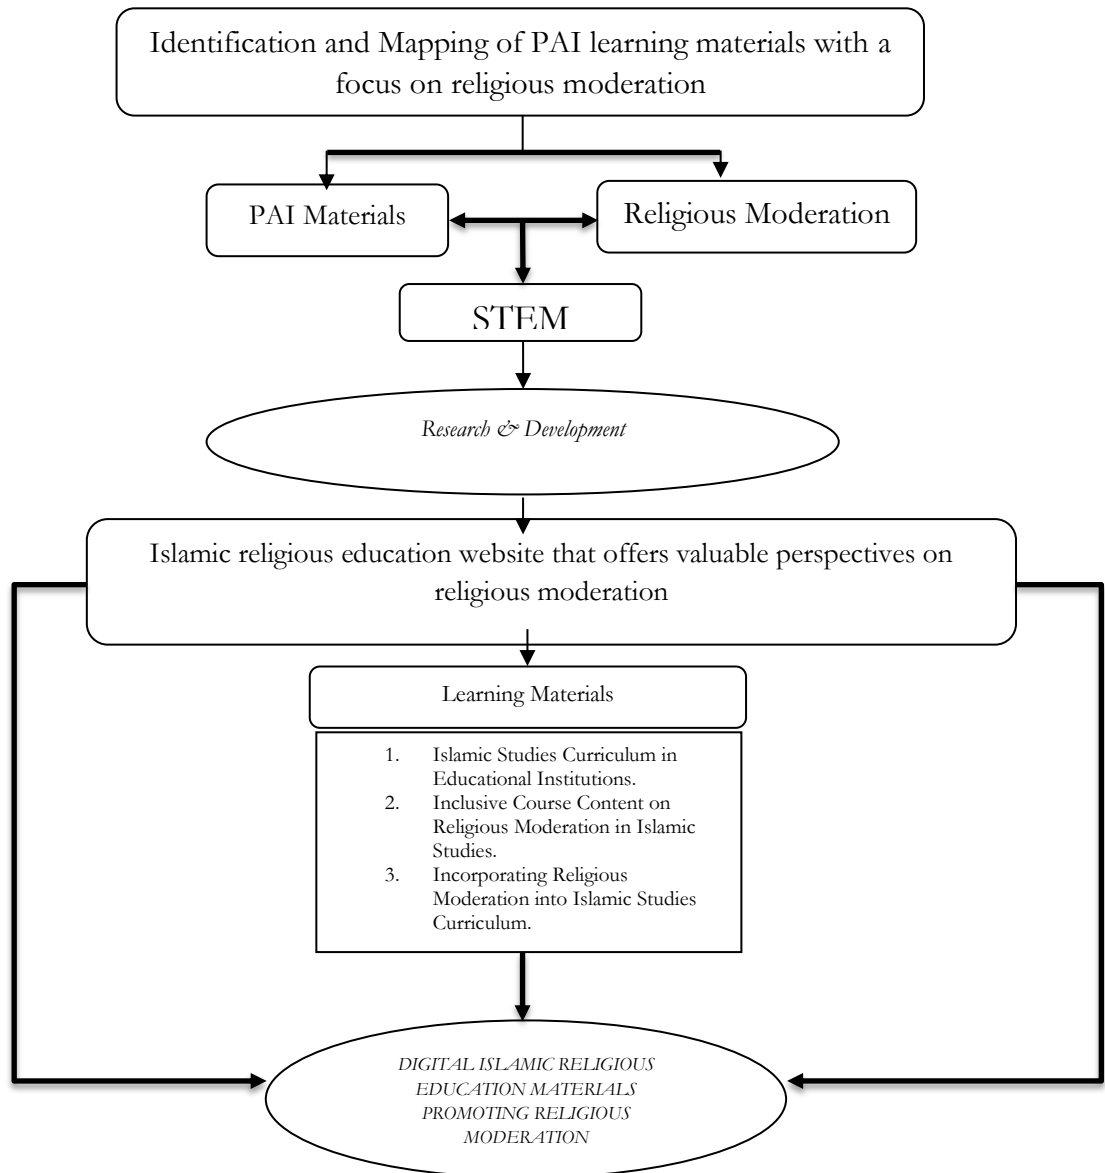 Identification and Mapping of PAI learning materials with a
focus on religious moderation
PAI Materials
Religious Moderation
STEM
Research & Development
Islamic religious education website that offers valuable perspectives on
religious moderation
Learning Materials
1. Islamic Studies Curriculum in
Educational Institutions.
2. Inclusive Course Content on
Religious Moderation in Islamic
Studies.
3. Incorporating Religious
Moderation into Islamic Studies
Curriculum.
DIGITAL ISLAMIC RELIGIOUS
EDUCATION MATERIALS
PROMOTING RELIGIOUS
MODERATION